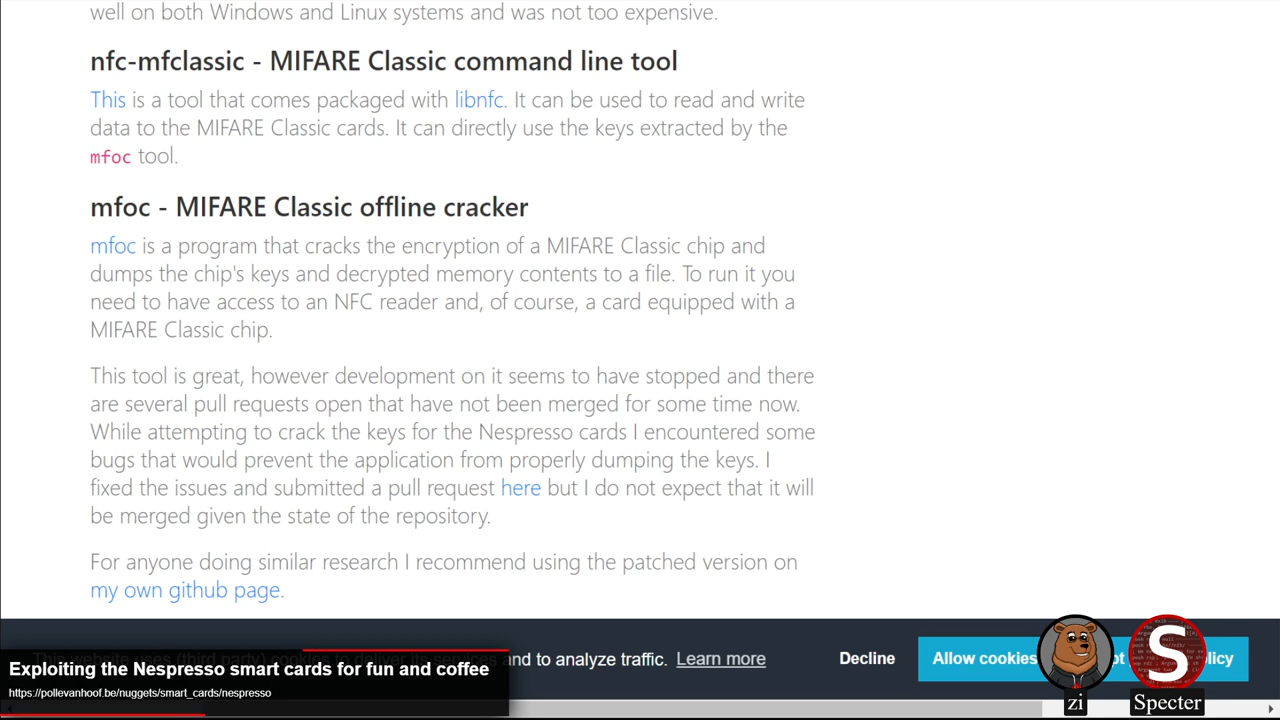 well on both Windows and Linux systems and was not too expensive.
nfc-mfclassic - MIFARE Classic command line tool
This is a tool that comes packaged with libnfc. It can be used to read and write
data to the MIFARE Classic cards. It can directly use the keys extracted by the
mfoc tool.
mfoc - MIFARE Classic offline cracker
mfoc is a program that cracks the encryption of a MIFARE Classic chip and
dumps the chip's keys and decrypted memory contents to a file. To run it you
need to have access to an NFC reader and, of course, a card equipped with a
MIFARE Classic chip.
This tool is great, however development on it seems to have stopped and there
are several pull requests open that have not been merged for some time now.
While attempting to crack the keys for the Nespresso cards I encountered some
bugs that would prevent the application from properly dumping the keys. I
fixed the issues and submitted a pull request here but I do not expect that it will
be merged given the state of the repository.
For anyone doing similar research I recommend using the patched version on
my own github page.
This website uses (third party) cookies to deliver its services and to analyze traffic. Learn more
Decline
Allow cookies
Exploiting the Nespresso smart cards for fun and coffee
https://pollevanhoof.be/nuggets/smart_cards/nespresso
S
zi
Specter